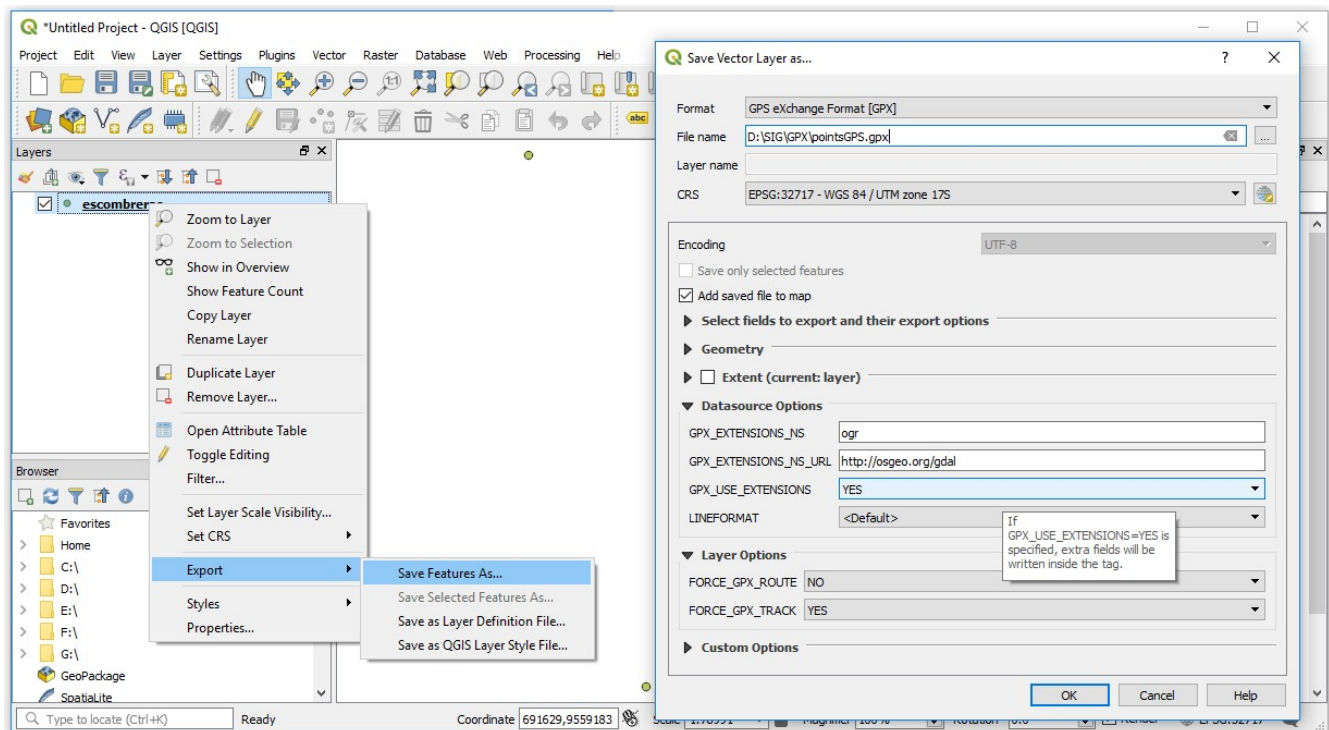 *Untitled Project - QGIS [QGIS]
Project Edit View Layer Settings Plugins Vector Raster Database Web Processing Help
1:1
abc
Layers
escombreras
Zoom to Layer
Zoom to Selection
Show in Overview
Show Feature Count
Copy Layer
Rename Layer
Duplicate Layer
Remove Layer...
Open Attribute Table
Toggle Editing
Filter...
Set Layer Scale Visibility...
Set CRS
Export
Styles
Properties...
Save Features As...
Save Selected Features As...
Save as Layer Definition File...
Save as QGIS Layer Style File...
Browser
Favorites
Home
C:\
D:\
E:\
F:\
G:\
GeoPackage
SpatiaLite
Type to locate (Ctrl+K) Ready Coordinate 691629,9559183
Save Vector Layer as... ?
Format GPS eXchange Format [GPX]
File name D:\SIG\GPX\pointsGPS.gpx ...
Layer name
CRS EPSG:32717 - WGS 84 / UTM zone 17S
Encoding UTF-8
Save only selected features
Add saved file to map
Select fields to export and their export options
Geometry
Extent (current: layer)
Datasource Options
GPX_EXTENSIONS_NS ogr
GPX_EXTENSIONS_NS_URL http://osgeo.org/gdal
GPX_USE_EXTENSIONS YES
LINEFORMAT <Default>
If
GPX_USE_EXTENSIONS=YES is
specified, extra fields will be
written inside the tag.
Layer Options
FORCE_GPX_ROUTE NO
FORCE_GPX_TRACK YES
Custom Options
OK Cancel Help